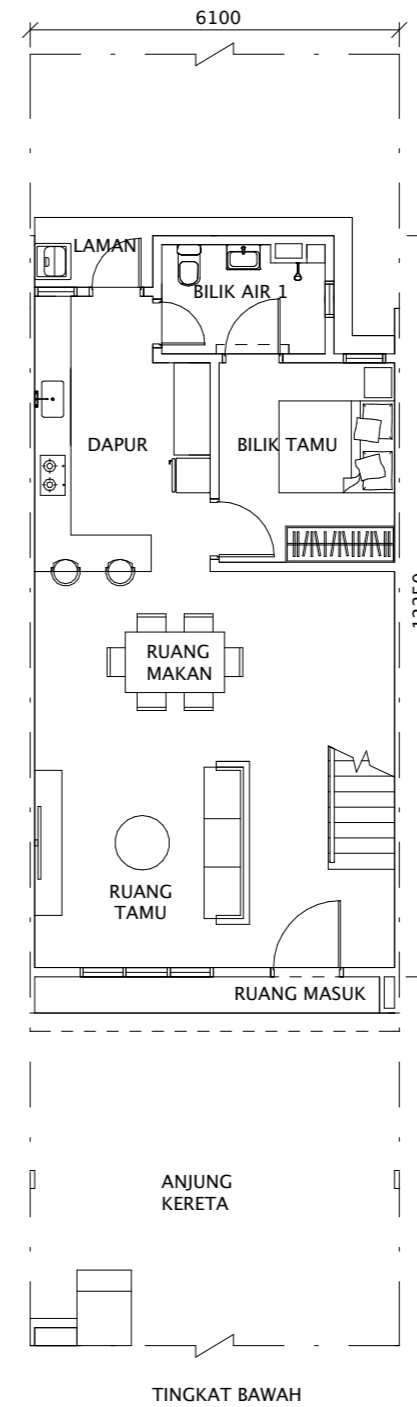 6100
LAMAN
BILIK AIR 1
DAPUR
BILIK TAMU
RUANG
MAKAN
RUANG
TAMU
RUANG MASUK
ANJUNG
KERETA
TINGKAT BAWAH